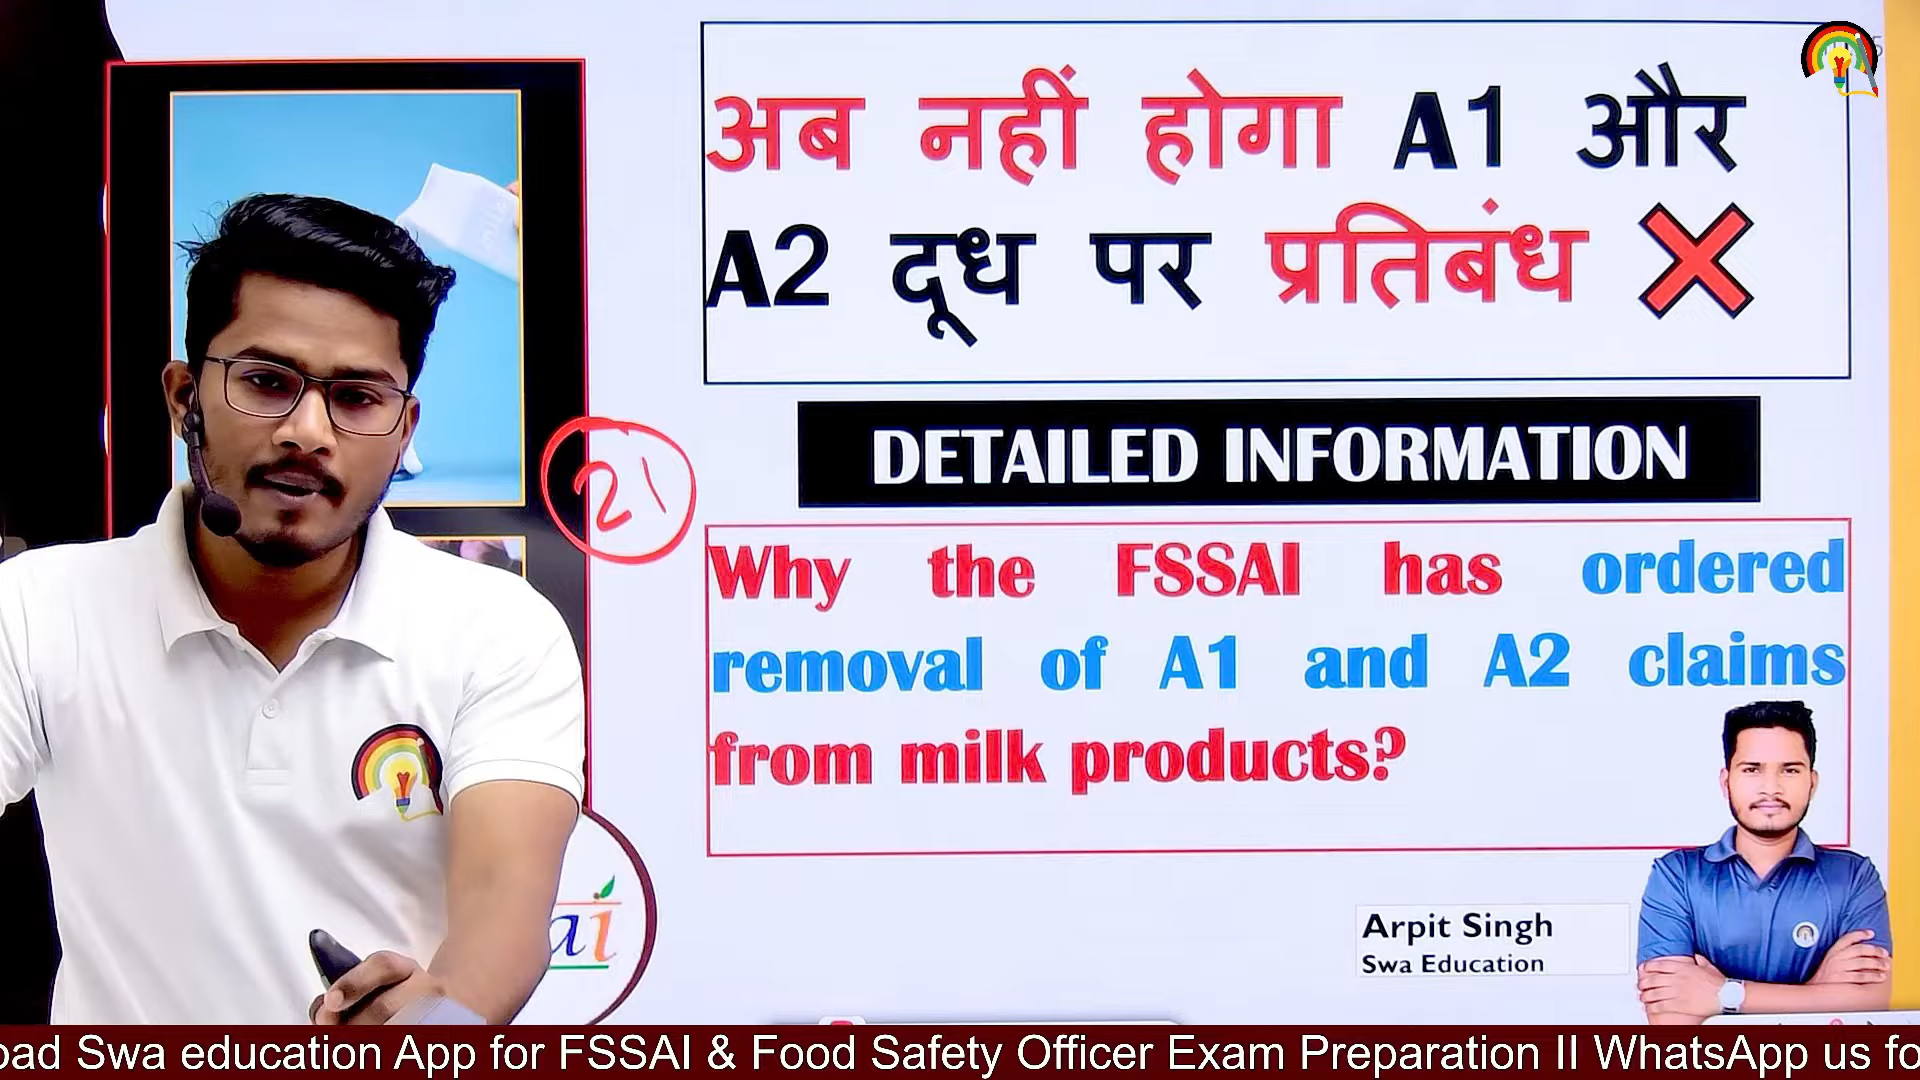 अब नहीं होगा A1 और
A2 दूध पर प्रतिबंध
21
DETAILED INFORMATION
Why the FSSAI has ordered
removal of A1 and A2 claims
from milk products?
Arpit Singh
Swa Education
ai
oad Swa education App for FSSAI & Food Safety Officer Exam Preparation II WhatsApp us fo